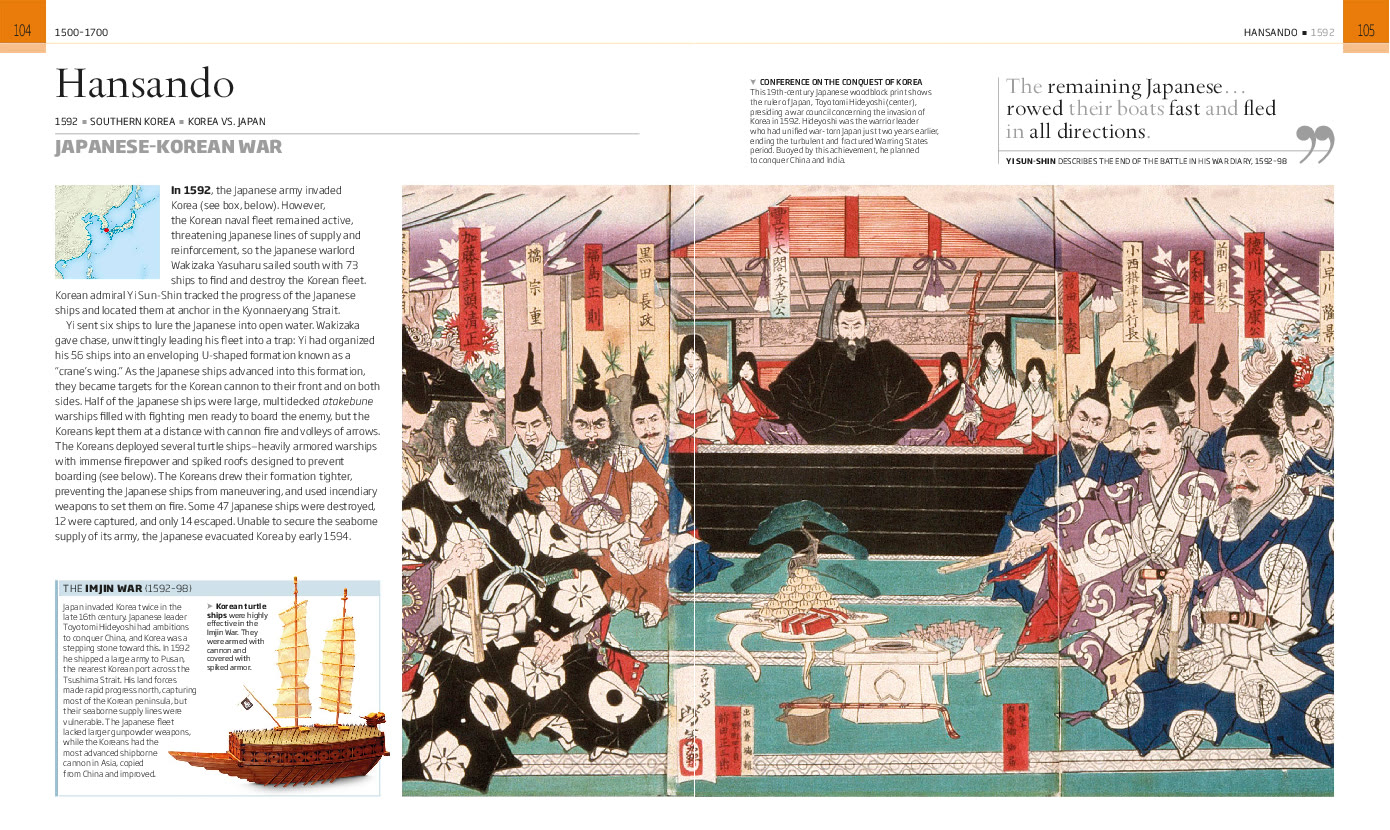 104
1500–1700
HANSANDO ■ 1592
105
Hansando
1592 ■ SOUTHERN KOREA ■ KOREA VS. JAPAN
JAPANESE–KOREAN WAR
▼ CONFERENCE ON THE CONQUEST OF KOREA
This 19th-century Japanese woodblock print shows
the ruler of Japan, Toyotomi Hideyoshi (center),
presiding a war council concerning the invasion of
Korea in 1592. Hideyoshi was the warrior leader
who had unified war-torn Japan just two years earlier,
ending the turbulent and fractured Warring States
period. Buoyed by this achievement, he planned
to conquer China and India.
The remaining Japanese…
rowed their boats fast and fled
in all directions.
”
YI SUN-SHIN DESCRIBES THE END OF THE BATTLE IN HIS WAR DIARY, 1592–98
In 1592, the Japanese army invaded
Korea (see box, below). However,
the Korean naval fleet remained active,
threatening Japanese lines of supply and
reinforcement, so the Japanese warlord
Wakizaka Yasuharu sailed south with 73
ships to find and destroy the Korean fleet.
Korean admiral Yi Sun-Shin tracked the progress of the Japanese
ships and located them at anchor in the Kyonnaeryang Strait.
Yi sent six ships to lure the Japanese into open water. Wakizaka
gave chase, unwittingly leading his fleet into a trap: Yi had organized
his 56 ships into an enveloping U-shaped formation known as a
“crane’s wing.” As the Japanese ships advanced into this formation,
they became targets for the Korean cannon to their front and on both
sides. Half of the Japanese ships were large, multidecked atakebune
warships filled with fighting men ready to board the enemy, but the
Koreans kept them at a distance with cannon fire and volleys of arrows.
The Koreans deployed several turtle ships—heavily armored warships
with immense firepower and spiked roofs designed to prevent
boarding (see below). The Koreans drew their formation tighter,
preventing the Japanese ships from maneuvering, and used incendiary
weapons to set them on fire. Some 47 Japanese ships were destroyed,
12 were captured, and only 14 escaped. Unable to secure the seaborne
supply of its army, the Japanese evacuated Korea by early 1594.
THE IMJIN WAR (1592–98)
Japan invaded Korea twice in the
late 16th century. Japanese leader
Toyotomi Hideyoshi had ambitions
to conquer China, and Korea was a
stepping stone toward this. In 1592
he shipped a large army to Pusan,
the nearest Korean port across the
Tsushima Strait. His land forces
made rapid progress north, capturing
most of the Korean peninsula, but
their seaborne supply lines were
vulnerable. The Japanese fleet
lacked larger gunpowder weapons,
while the Koreans had the
most advanced shipborne
cannon in Asia, copied
from China and improved.
► Korean turtle
ships were highly
effective in the
Imjin War. They
were armed with
cannon and
covered with
spiked armor.
加藤主計頭清正
橘宗重
福島正則
黒田長政
豊臣太閤秀吉公
小西摂津守行長
毛利輝元
前田利家
徳川家康公
小早川隆景